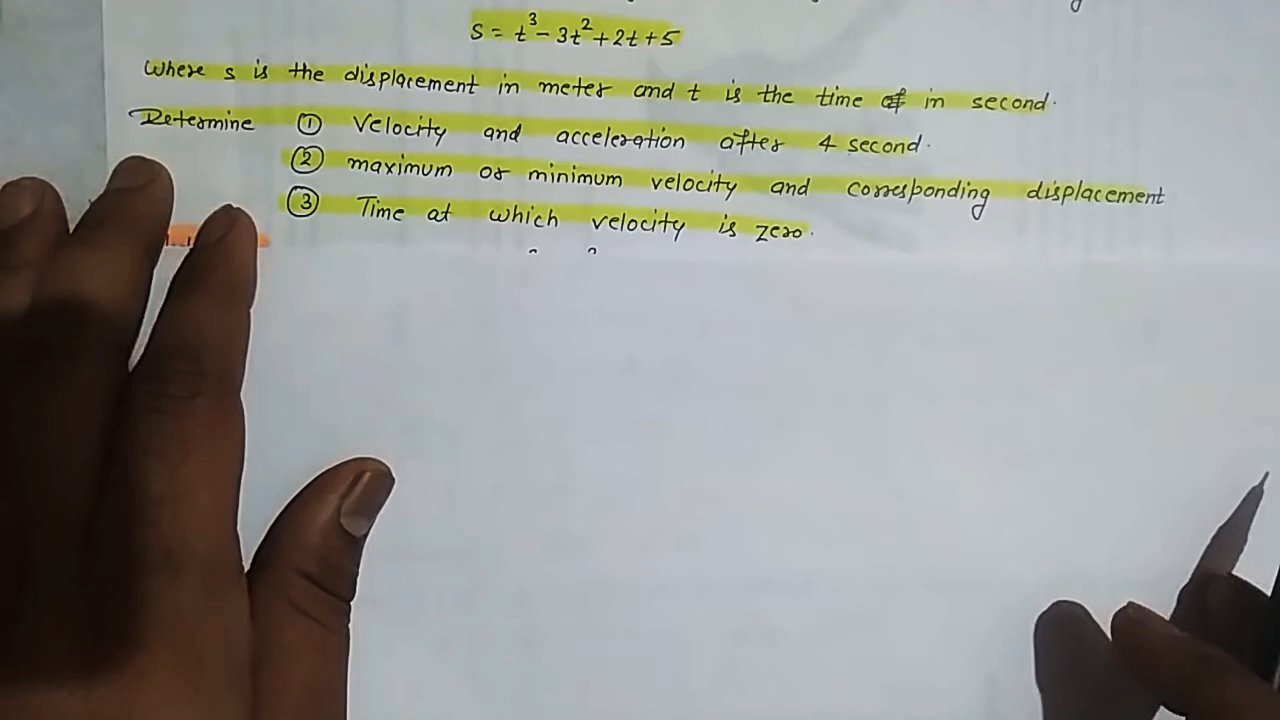 s = t³ - 3t² + 2t + 5
Where s is the displacement in meter and t is the time in second.
Determine ① Velocity and acceleration after 4 second.
② maximum or minimum velocity and corresponding displacement
③ Time at which velocity is zero.